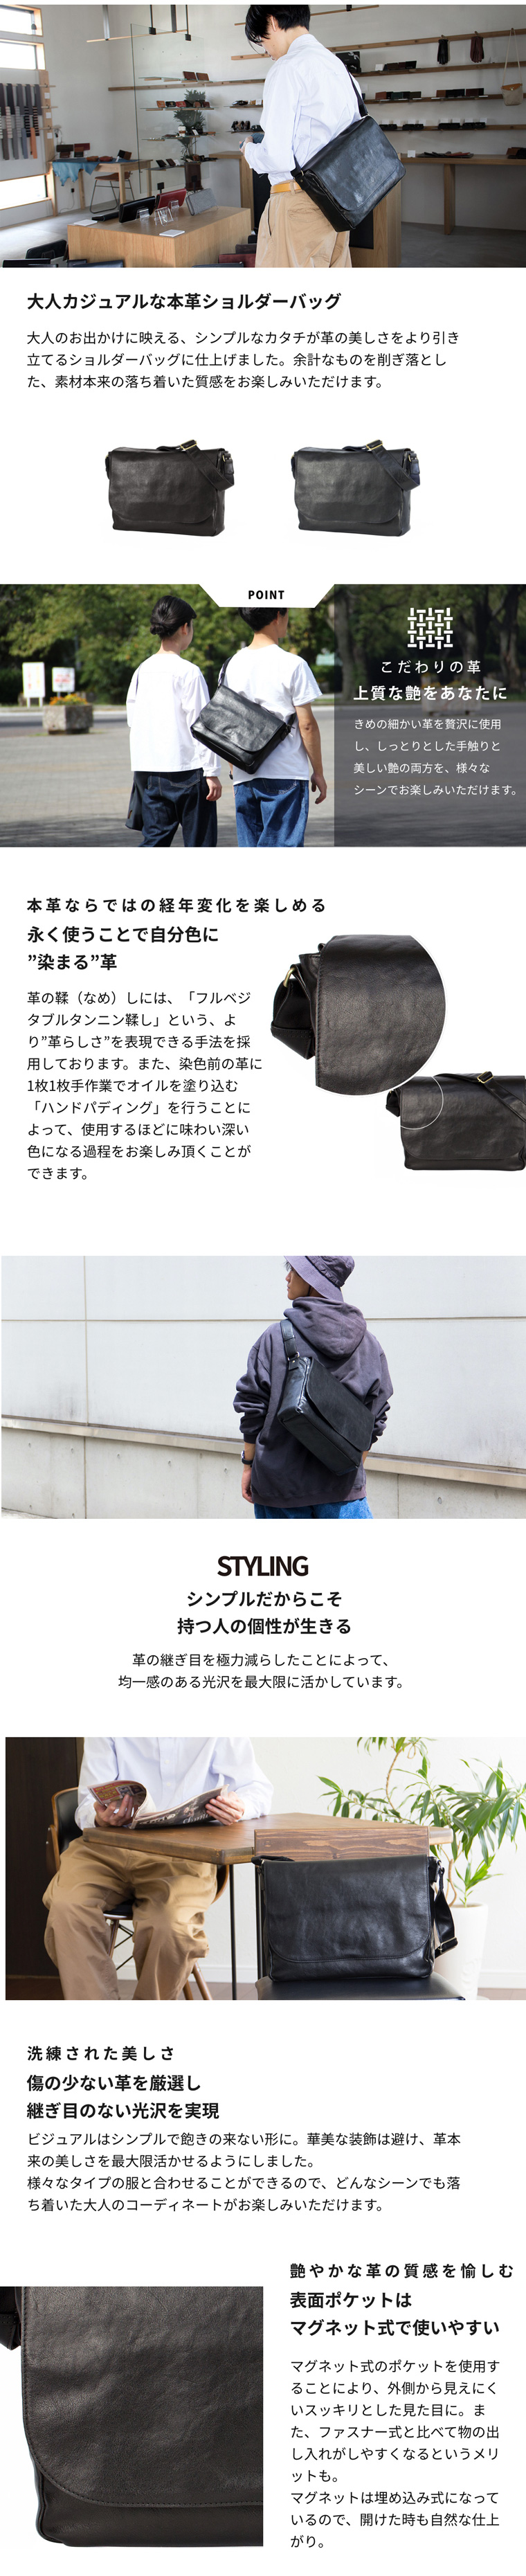 大人カジュアルな本革ショルダーバッグ
大人のお出かけに映える、シンプルなカタチが革の美しさをより引き
立てるショルダーバッグに仕上げました。余計なものを削ぎ落とし
た、素材本来の落ち着いた質感をお楽しみいただけます。
POINT
こだわりの革
上質な艶をあなたに
きめの細かい革を贅沢に使用
し、しっとりとした手触りと
美しい艶の両方を、様々な
シーンでお楽しみいただけます。
本革ならではの経年変化を楽しめる
永く使うことで自分色に
”染まる”革
革の鞣（なめ）しには、「フルベジ
タブルタンニン鞣し」という、よ
り”革らしさ”を表現できる手法を採
用しております。また、染色前の革に
1枚1枚手作業でオイルを塗り込む
「ハンドパディング」を行うことに
よって、使用するほどに味わい深い
色になる過程をお楽しみ頂くことが
できます。
STYLING
シンプルだからこそ
持つ人の個性が生きる
革の継ぎ目を極力減らしたことによって、
均一感のある光沢を最大限に活かしています。
洗練された美しさ
傷の少ない革を厳選し
継ぎ目のない光沢を実現
ビジュアルはシンプルで飽きの来ない形に。華美な装飾は避け、革本
来の美しさを最大限活かせるようにしました。
様々なタイプの服と合わせることができるので、どんなシーンでも落
ち着いた大人のコーディネートがお楽しみいただけます。
艶やかな革の質感を愉しむ
表面ポケットは
マグネット式で使いやすい
マグネット式のポケットを使用す
ることにより、外側から見えにく
いスッキリとした見た目に。ま
た、ファスナー式と比べて物の出
し入れがしやすくなるというメリ
ットも。
マグネットは埋め込み式になって
いるので、開けた時も自然な仕上
がり。